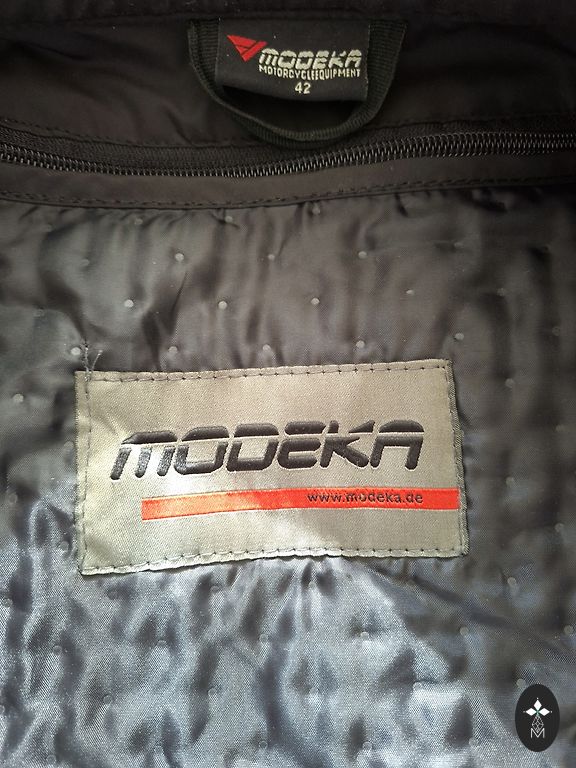 MODEKA
MOTORCYCLEEQUIPMENT
42
MODEKA
www.modeka.de
M